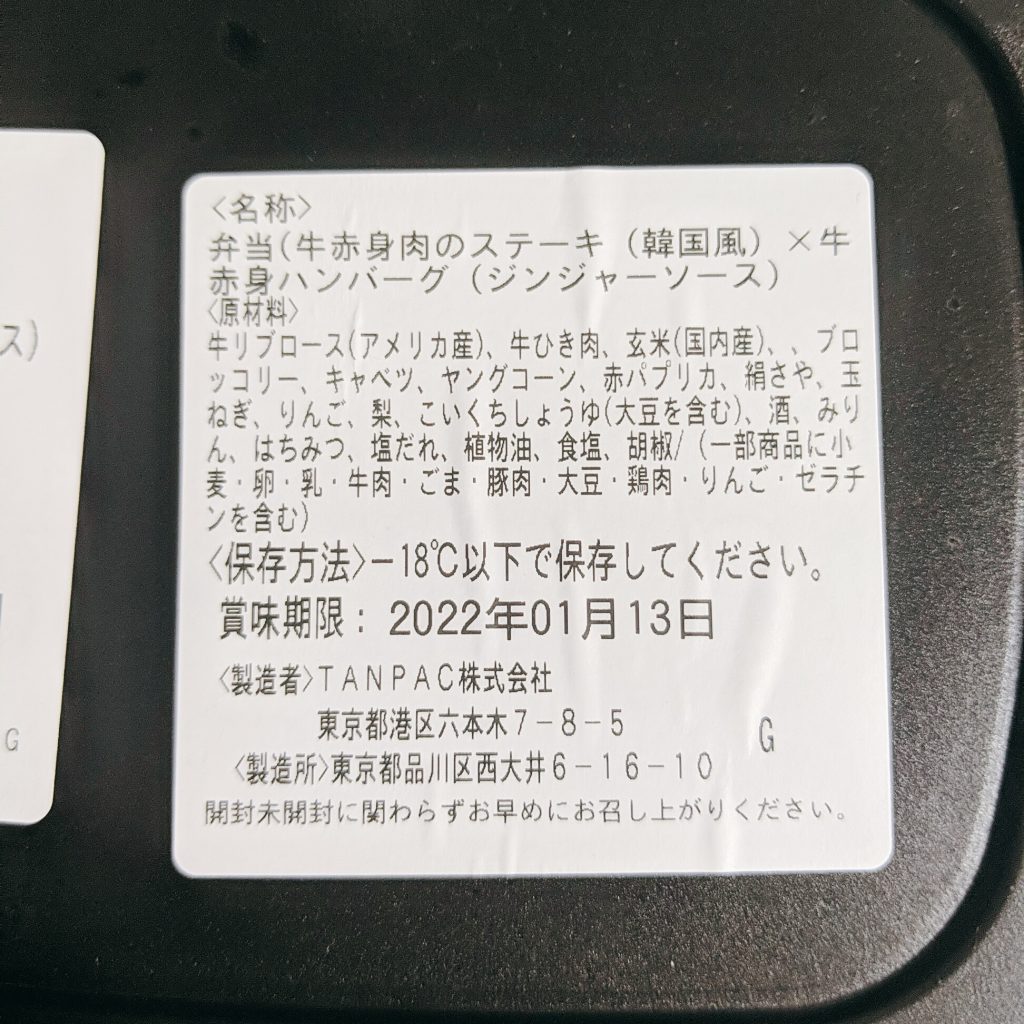 ス)
G
〈名称〉
弁当(牛赤身肉のステーキ（韓国風）×牛
赤身ハンバーグ（ジンジャーソース）
〈原材料〉
牛リブロース(アメリカ産)、牛ひき肉、玄米(国内産)、、ブロ
ッコリー、キャベツ、ヤングコーン、赤パプリカ、絹さや、玉
ねぎ、りんご、梨、こいくちしょうゆ(大豆を含む)、酒、みり
ん、はちみつ、塩だれ、植物油、食塩、胡椒/（一部商品に小
麦・卵・乳・牛肉・ごま・豚肉・大豆・鶏肉・りんご・ゼラチ
ンを含む）
〈保存方法〉−18℃以下で保存してください。
賞味期限：2022年01月13日
〈製造者〉TANPAC株式会社
東京都港区六本木7−8−5
G
〈製造所〉東京都品川区西大井6−16−10
開封未開封に関わらずお早めにお召し上がりください。